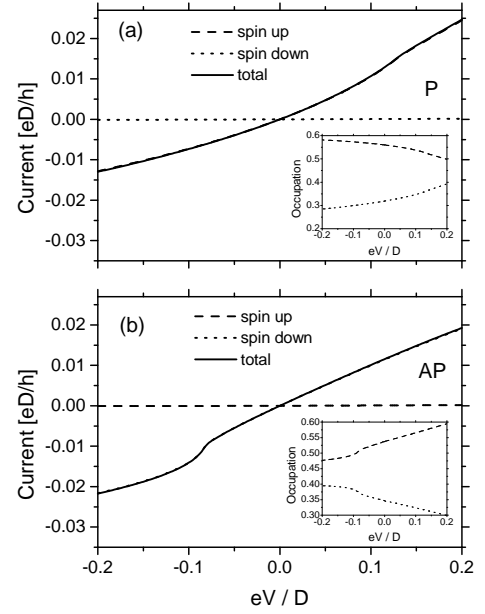 (a)
spin up
spin down
total
P
Current [eD/h]
0.02
0.01
0.00
-0.01
-0.02
-0.03
Occupation
0.6
0.5
0.4
0.3
0.2
-0.2 -0.1 0.0 0.1 0.2
eV / D
(b)
spin up
spin down
total
AP
Current [eD/h]
0.02
0.01
0.00
-0.01
-0.02
-0.03
Occupation
0.60
0.55
0.50
0.45
0.40
0.35
0.30
-0.2 -0.1 0.0 0.1 0.2
eV / D
-0.2 -0.1 0.0 0.1 0.2
eV / D